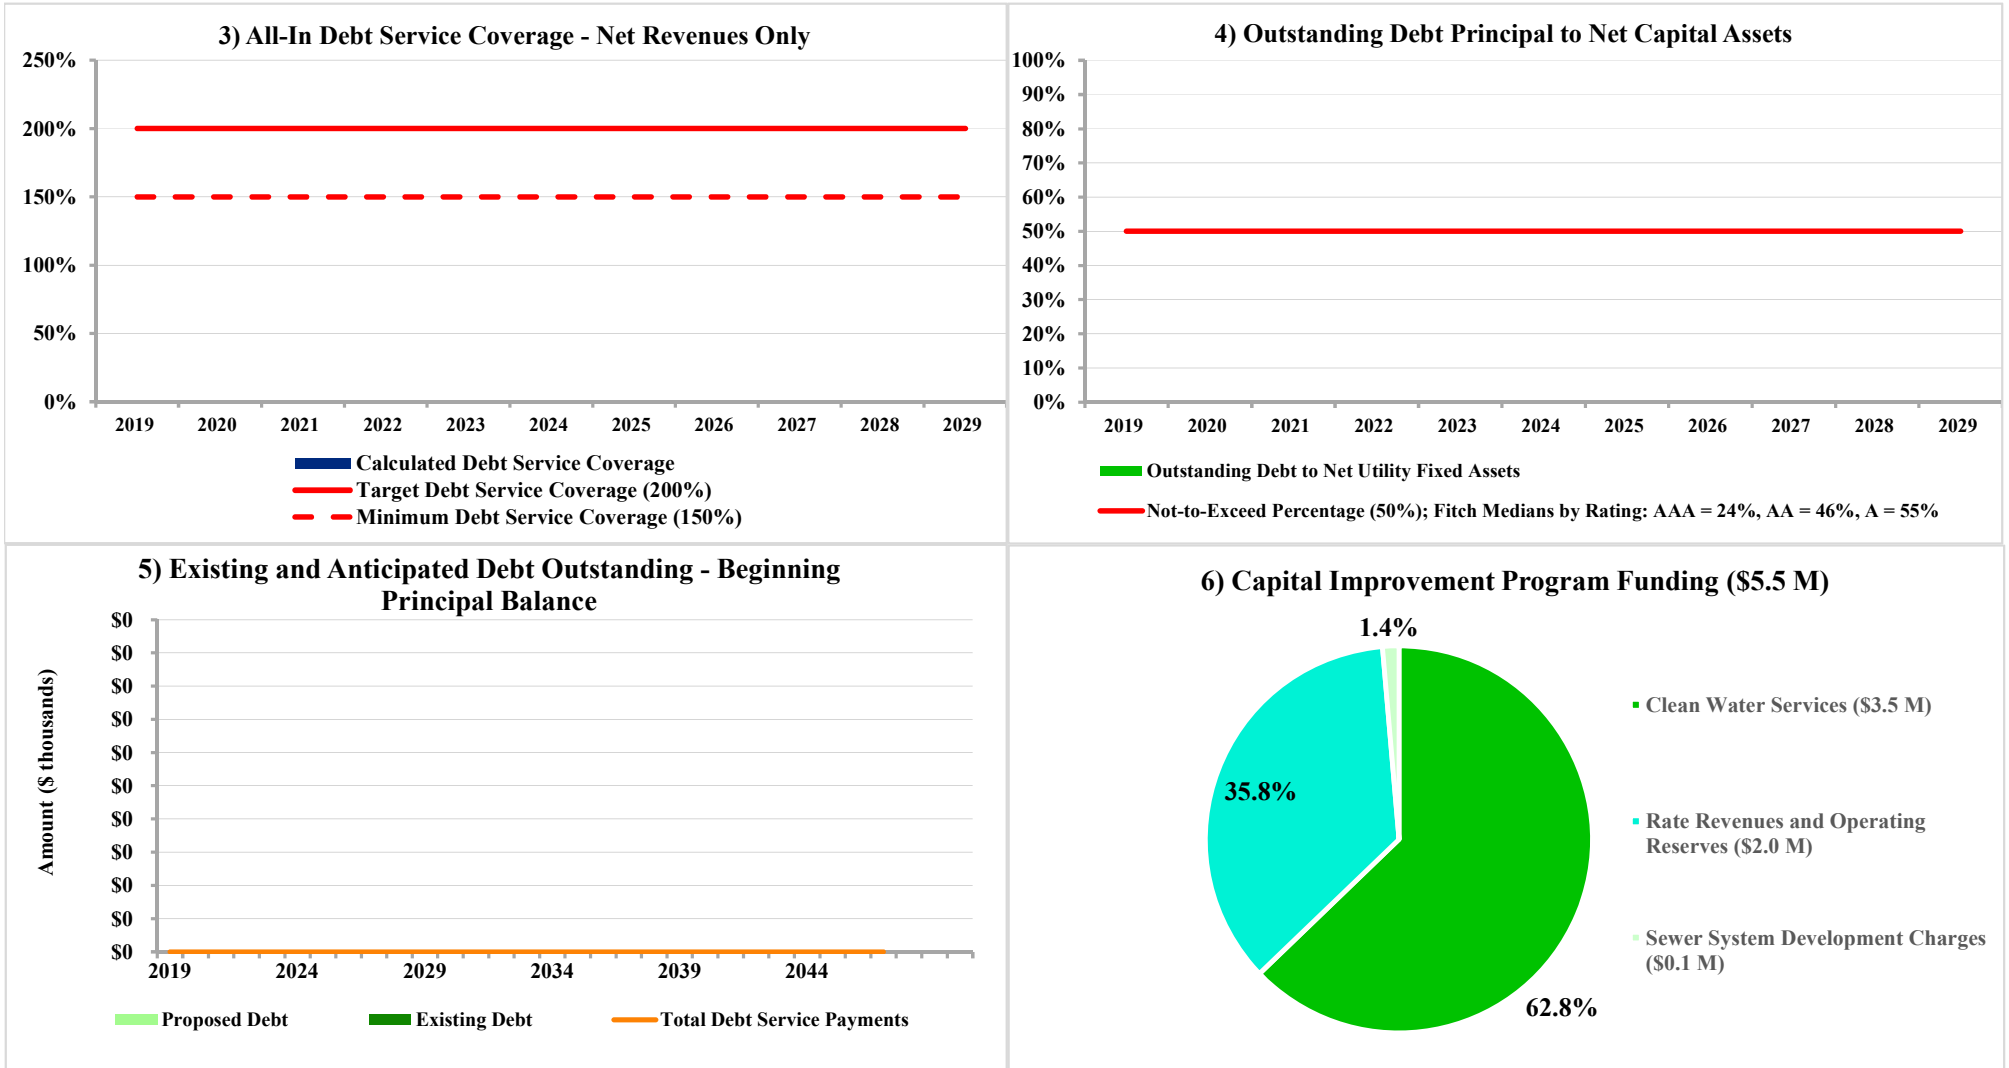 3) All-In Debt Service Coverage - Net Revenues Only
250%
200%
150%
100%
50%
0%
2019 2020 2021 2022 2023 2024 2025 2026 2027 2028 2029
Calculated Debt Service Coverage
Target Debt Service Coverage (200%)
Minimum Debt Service Coverage (150%)
4) Outstanding Debt Principal to Net Capital Assets
100%
90%
80%
70%
60%
50%
40%
30%
20%
10%
0%
2019 2020 2021 2022 2023 2024 2025 2026 2027 2028 2029
Outstanding Debt to Net Utility Fixed Assets
Not-to-Exceed Percentage (50%); Fitch Medians by Rating: AAA = 24%, AA = 46%, A = 55%
5) Existing and Anticipated Debt Outstanding - Beginning
Principal Balance
Amount ($ thousands)
$0
$0
$0
$0
$0
$0
$0
$0
$0
$0
$0
2019 2024 2029 2034 2039 2044
Proposed Debt Existing Debt Total Debt Service Payments
6) Capital Improvement Program Funding ($5.5 M)
1.4%
35.8%
62.8%
Clean Water Services ($3.5 M)
Rate Revenues and Operating
Reserves ($2.0 M)
Sewer System Development Charges
($0.1 M)